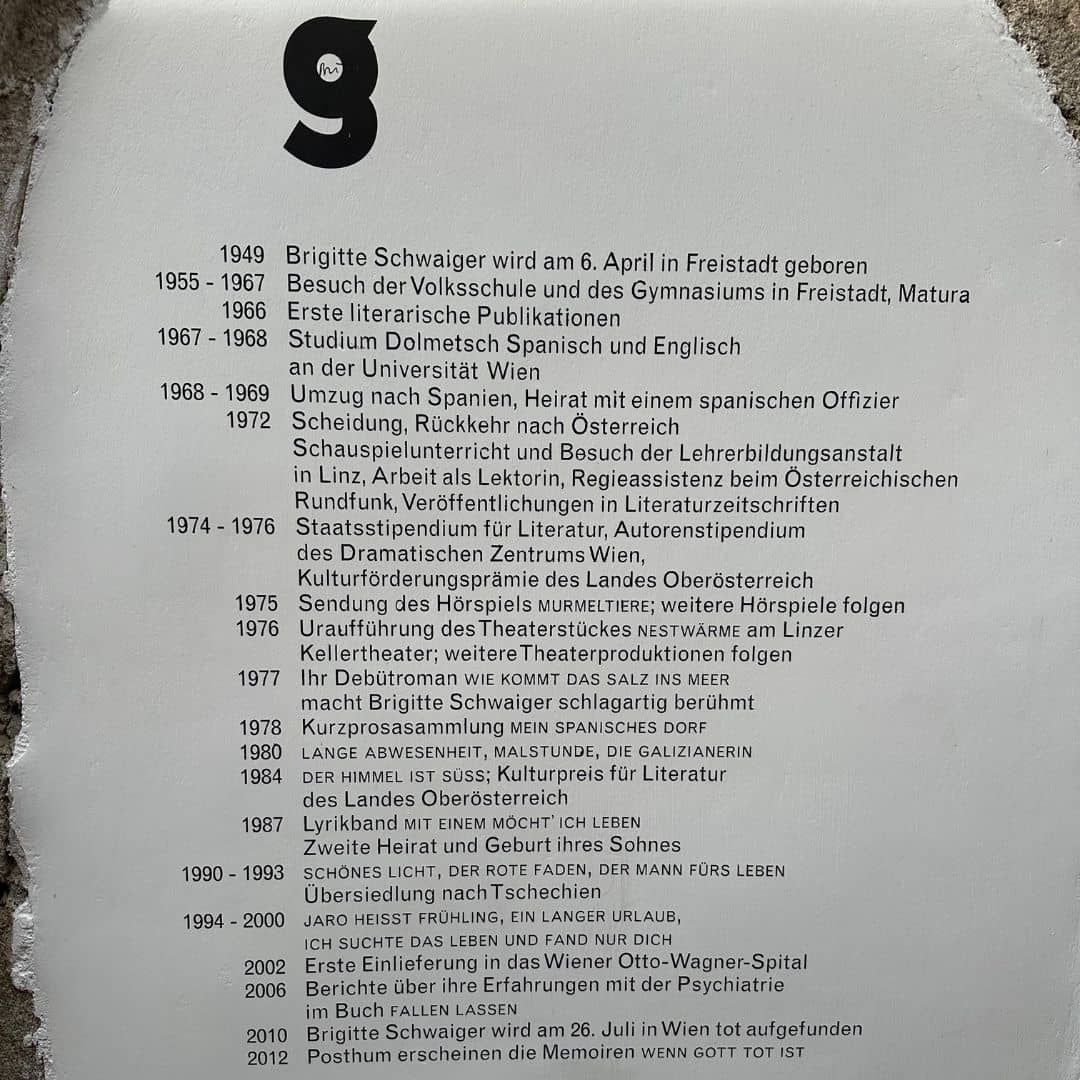 g
1949 Brigitte Schwaiger wird am 6. April in Freistadt geboren
1955 - 1967 Besuch der Volksschule und des Gymnasiums in Freistadt, Matura
1966 Erste literarische Publikationen
1967 - 1968 Studium Dolmetsch Spanisch und Englisch
an der Universität Wien
1968 - 1969 Umzug nach Spanien, Heirat mit einem spanischen Offizier
1972 Scheidung, Rückkehr nach Österreich
Schauspielunterricht und Besuch der Lehrerbildungsanstalt
in Linz, Arbeit als Lektorin, Regieassistenz beim Österreichischen
Rundfunk, Veröffentlichungen in Literaturzeitschriften
1974 - 1976 Staatsstipendium für Literatur, Autorenstipendium
des Dramatischen Zentrums Wien,
Kulturförderungsprämie des Landes Oberösterreich
1975 Sendung des Hörspiels MURMELTIERE; weitere Hörspiele folgen
1976 Uraufführung des Theaterstückes NESTWÄRME am Linzer
Kellertheater; weitere Theaterproduktionen folgen
1977 Ihr Debütroman WIE KOMMT DAS SALZ INS MEER
macht Brigitte Schwaiger schlagartig berühmt
1978 Kurzprosasammlung MEIN SPANISCHES DORF
1980 LANGE ABWESENHEIT, MALSTUNDE, DIE GALIZIANERIN
1984 DER HIMMEL IST SÜSS; Kulturpreis für Literatur
des Landes Oberösterreich
1987 Lyrikband MIT EINEM MÖCHT' ICH LEBEN
Zweite Heirat und Geburt ihres Sohnes
1990 - 1993 SCHÖNES LICHT, DER ROTE FADEN, DER MANN FÜRS LEBEN
Übersiedlung nach Tschechien
1994 - 2000 JARO HEISST FRÜHLING, EIN LANGER URLAUB,
ICH SUCHTE DAS LEBEN UND FAND NUR DICH
2002 Erste Einlieferung in das Wiener Otto-Wagner-Spital
2006 Berichte über ihre Erfahrungen mit der Psychiatrie
im Buch FALLEN LASSEN
2010 Brigitte Schwaiger wird am 26. Juli in Wien tot aufgefunden
2012 Posthum erscheinen die Memoiren WENN GOTT TOT IST